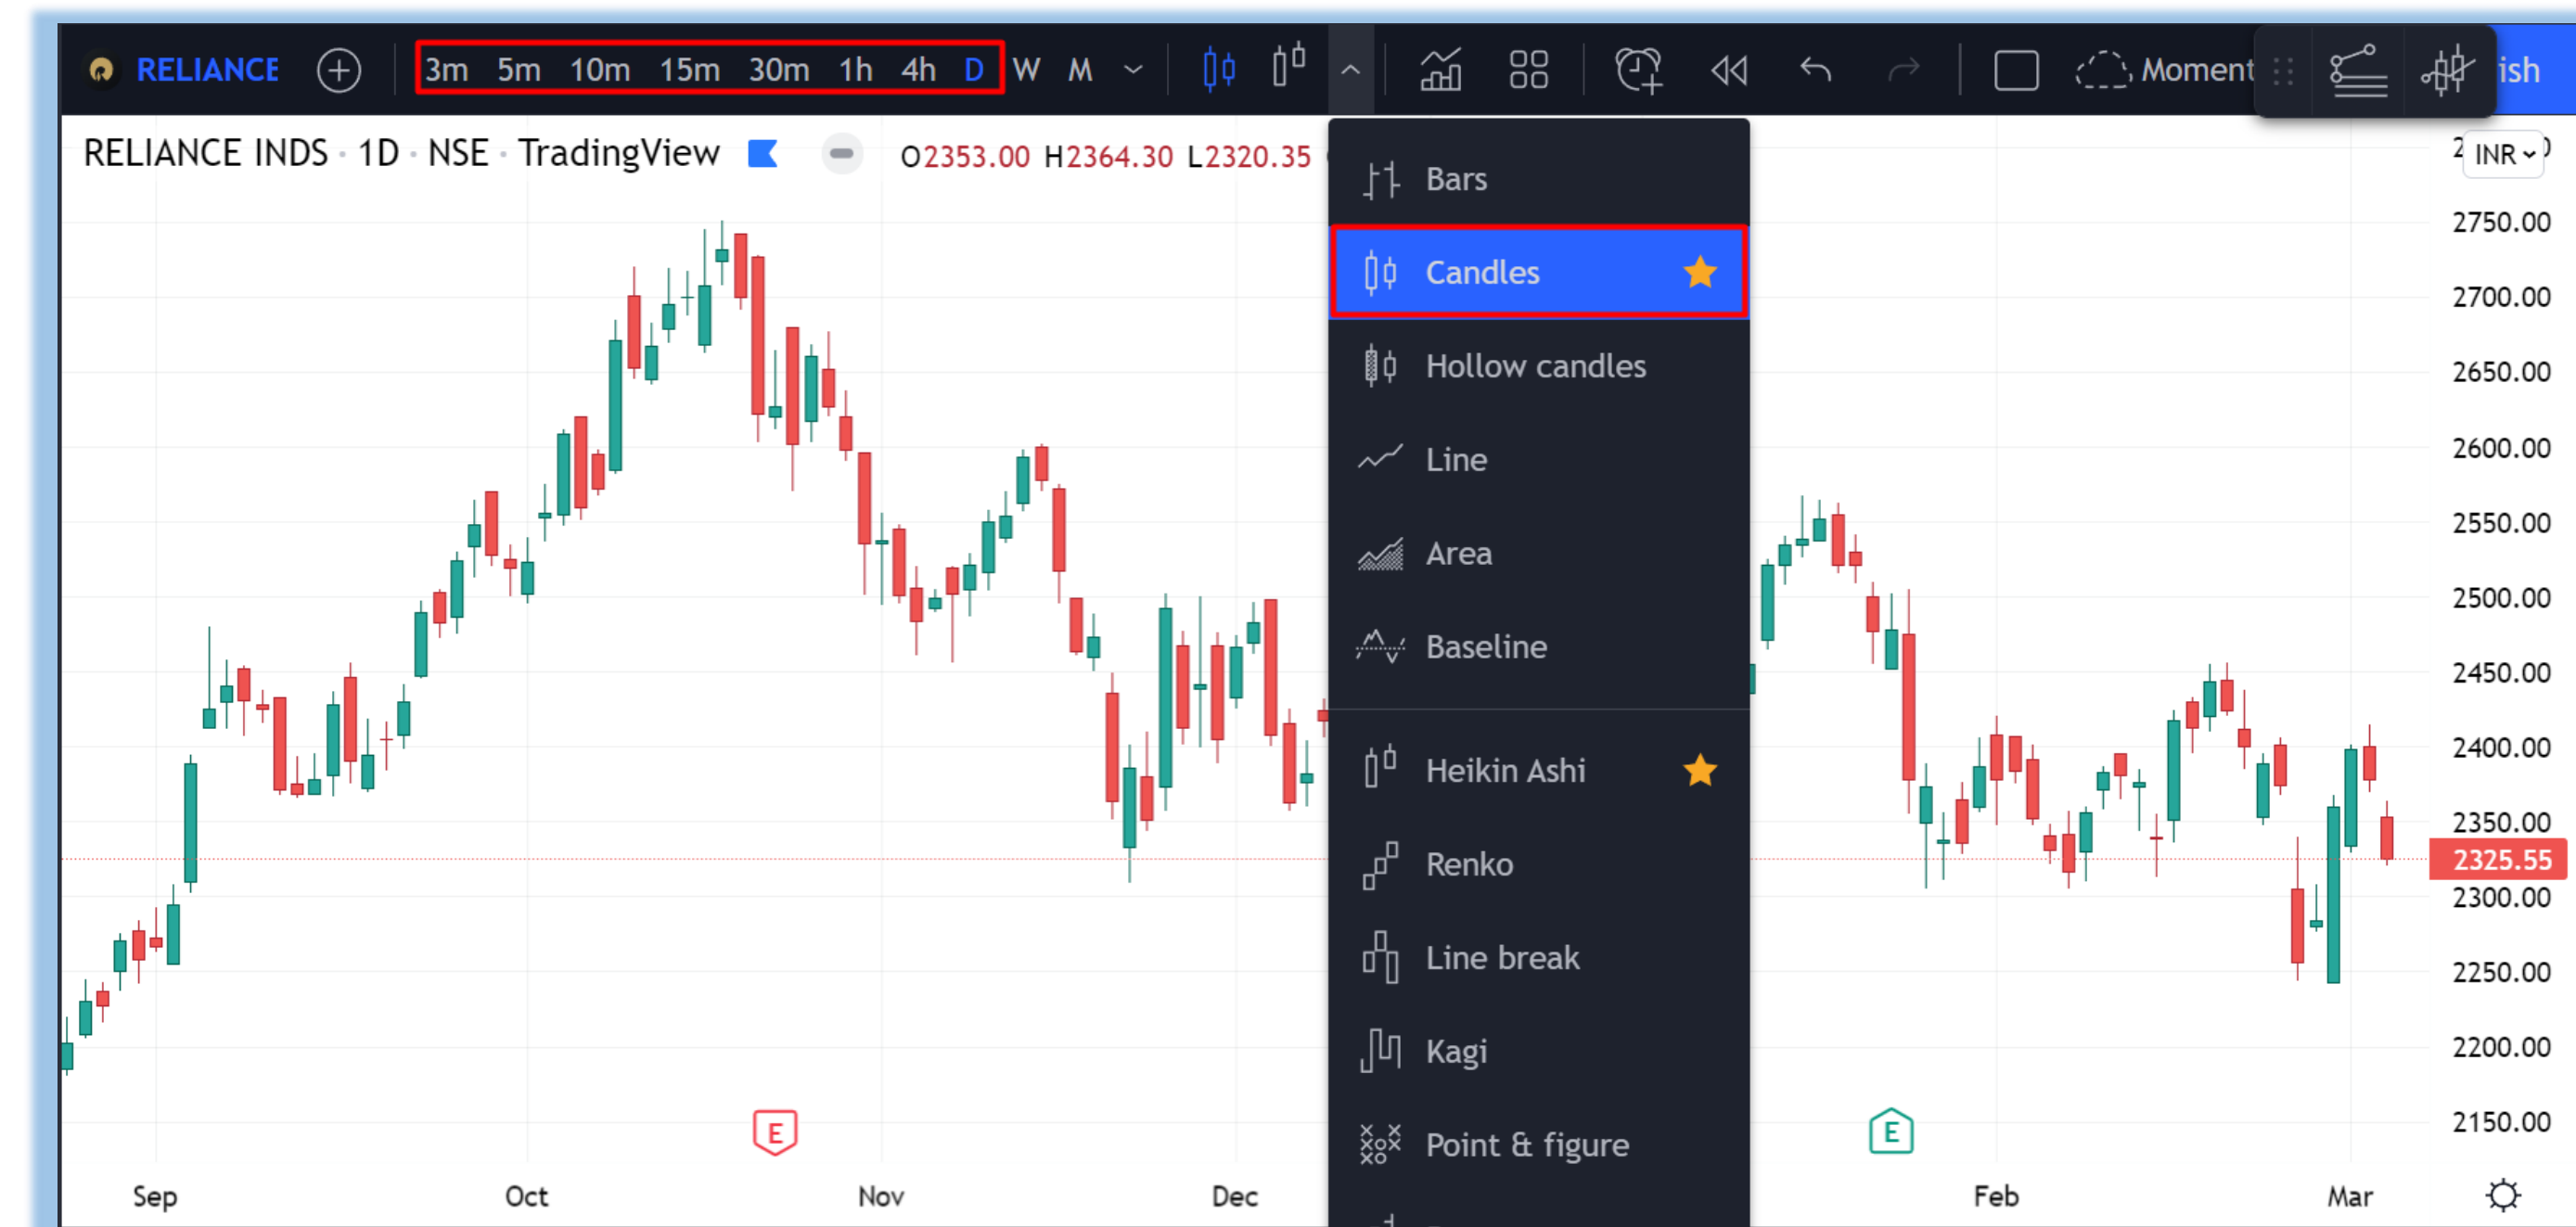 RELIANCE 3m 5m 10m 15m 30m 1h 4h D W M Moment ish
RELIANCE INDS · 1D · NSE · TradingView O2353.00 H2364.30 L2320.35
INR
Bars
Candles
Hollow candles
Line
Area
Baseline
Heikin Ashi
Renko
Line break
Kagi
Point & figure
2750.00
2700.00
2650.00
2600.00
2550.00
2500.00
2450.00
2400.00
2350.00
2325.55
2300.00
2250.00
2200.00
2150.00
E E
Sep Oct Nov Dec Feb Mar